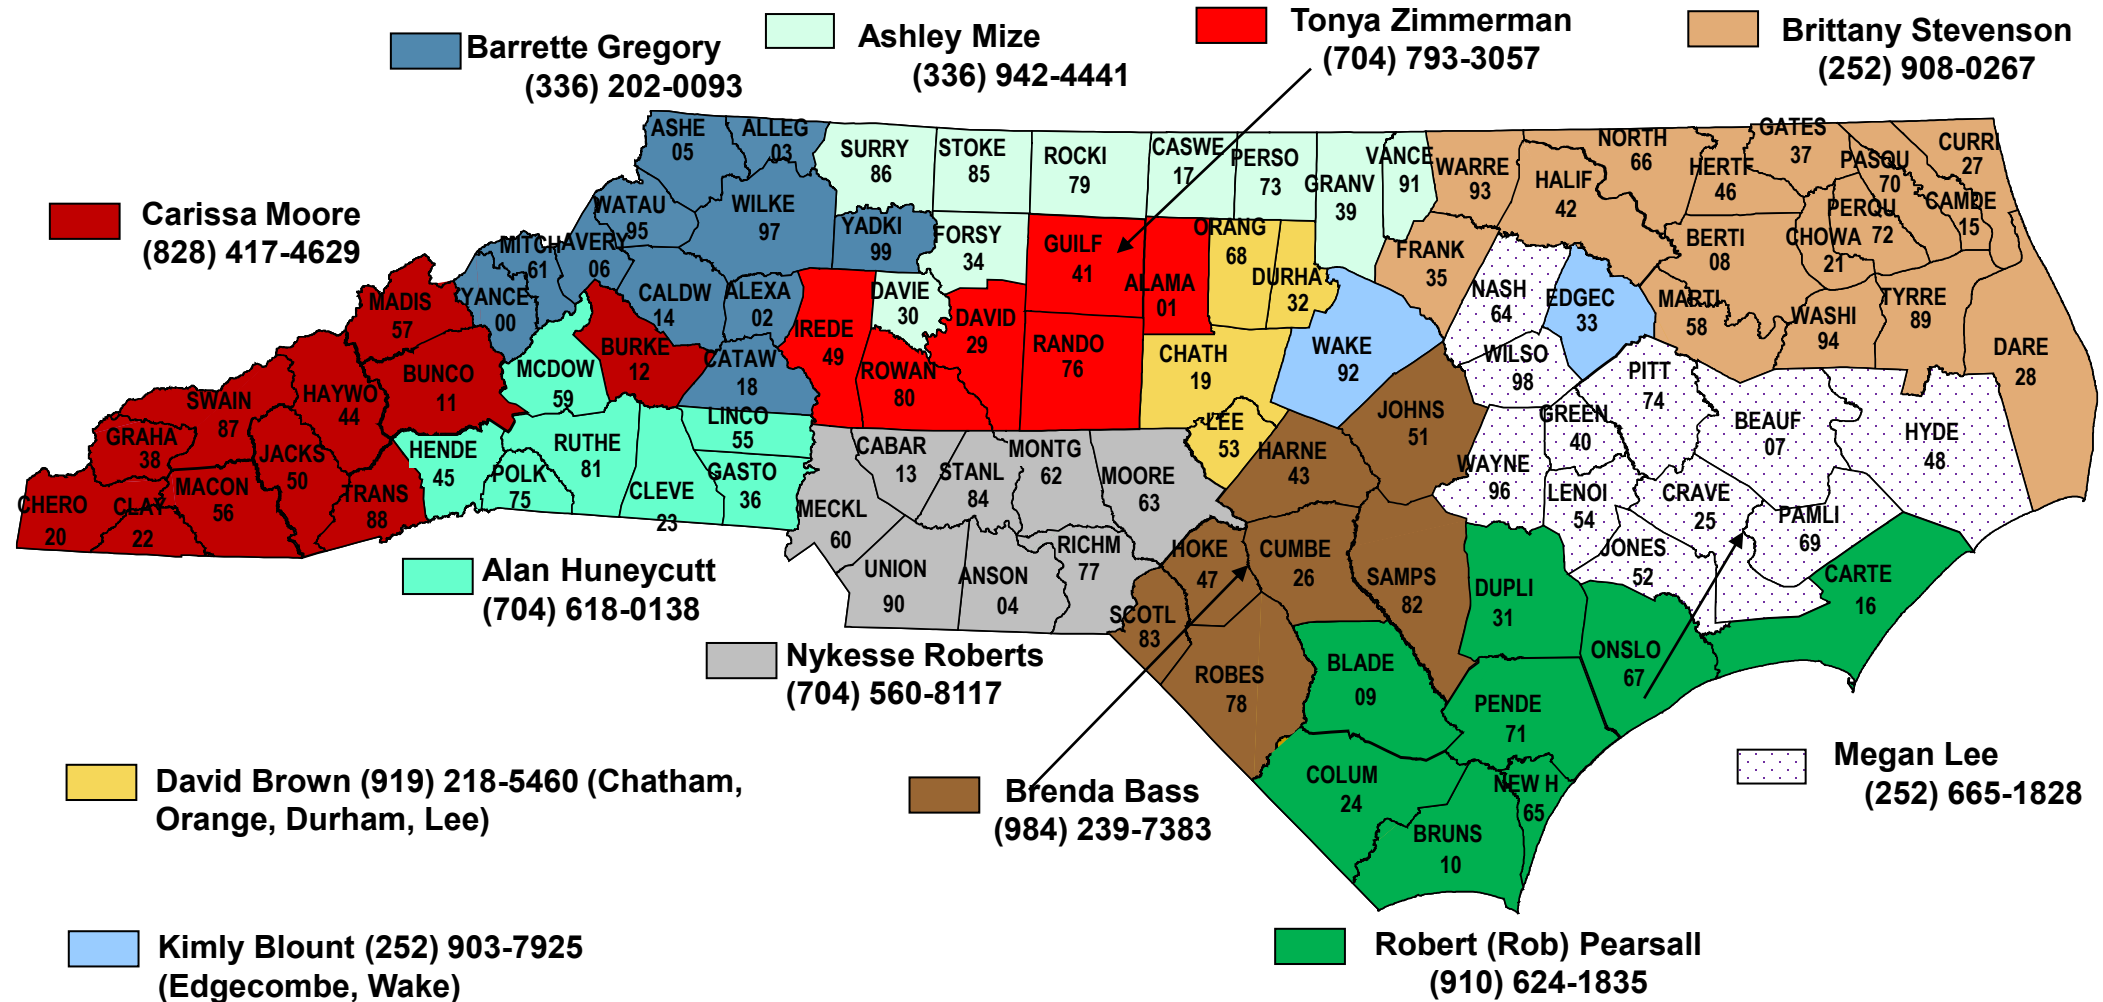 Barrette Gregory
(336) 202-0093
Ashley Mize
(336) 942-4441
Tonya Zimmerman
(704) 793-3057
Brittany Stevenson
(252) 908-0267
Carissa Moore
(828) 417-4629
ASHE
05
ALLEG
03
SURRY
86
STOKE
85
ROCKI
79
CASWE
17
PERSO
73
GRANV
39
VANCE
91
WARRE
93
HALIF
42
NORTH
66
HERTF
46
GATES
37
PASQU
70
CURRI
27
CAMDE
15
PERQU
72
CHOWA
21
BERTI
08
WATAU
95
WILKE
97
YADKI
99
FORSY
34
GUILF
41
ALAMA
01
ORANG
68
DURHA
32
FRANK
35
NASH
64
EDGEC
33
MARTI
58
WASHI
94
TYRRE
89
DARE
28
MITCH
61
AVERY
06
YANCE
00
CALDW
14
ALEXA
02
IREDE
49
DAVIE
30
DAVID
29
RANDO
76
CHATH
19
WAKE
92
WILSO
98
PITT
74
BEAUF
07
HYDE
48
MADIS
57
BUNCO
11
MCDOW
59
BURKE
12
CATAW
18
ROWAN
80
LEE
53
JOHNS
51
GREEN
40
SWAIN
87
HAYWO
44
GRAHA
38
JACKS
50
HENDE
45
RUTHE
81
POLK
75
CLEVE
23
LINCO
55
GASTO
36
CABAR
13
STANL
84
MONTG
62
MOORE
63
HARNE
43
WAYNE
96
LENOI
54
CRAVE
25
PAMLI
69
CHERO
20
CLAY
22
MACON
56
TRANS
88
MECKL
60
UNION
90
ANSON
04
RICHM
77
HOKE
47
CUMBE
26
SAMPS
82
DUPLI
31
JONES
52
CARTE
16
SCOTL
83
ROBES
78
BLADE
09
PENDE
71
ONSLO
67
COLUM
24
NEW H
65
BRUNS
10
Alan Huneycutt
(704) 618-0138
Nykesse Roberts
(704) 560-8117
David Brown (919) 218-5460 (Chatham,
Orange, Durham, Lee)
Brenda Bass
(984) 239-7383
Megan Lee
(252) 665-1828
Kimly Blount (252) 903-7925
(Edgecombe, Wake)
Robert (Rob) Pearsall
(910) 624-1835